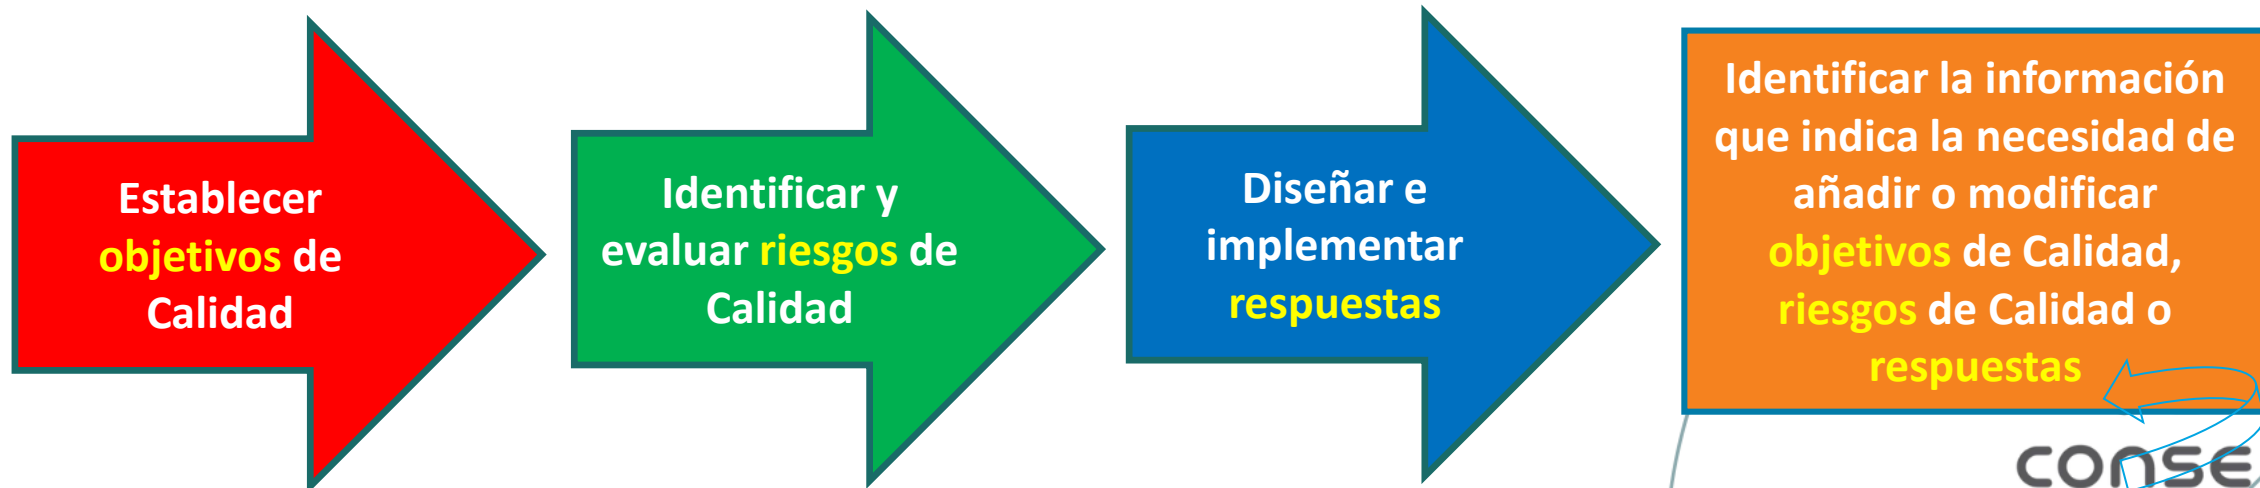 Establecer
objetivos de
Calidad
Identificar y
evaluar riesgos de
Calidad
Diseñar e
implementar
respuestas
Identificar la información
que indica la necesidad de
añadir o modificar
objetivos de Calidad,
riesgos de Calidad o
respuestas
conse